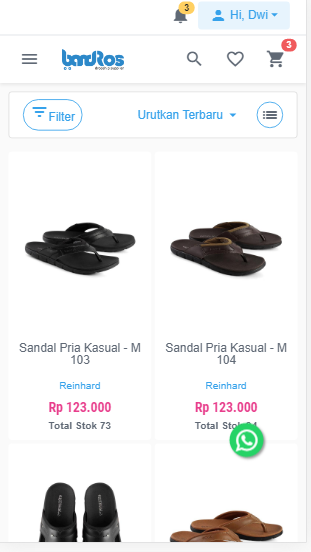 3
Hi, Dwi
bandros
3
Filter
Urutkan Terbaru
Sandal Pria Kasual - M
103
Reinhard
Rp 123.000
Total Stok 73
Sandal Pria Kasual - M
104
Reinhard
Rp 123.000
Total Stok